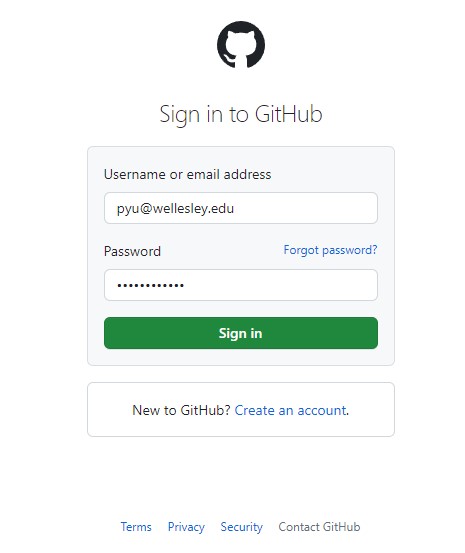 Sign in to GitHub
Username or email address
pyu@wellesley.edu
Password Forgot password?
••••••••••••
Sign in
New to GitHub? Create an account.
Terms Privacy Security Contact GitHub